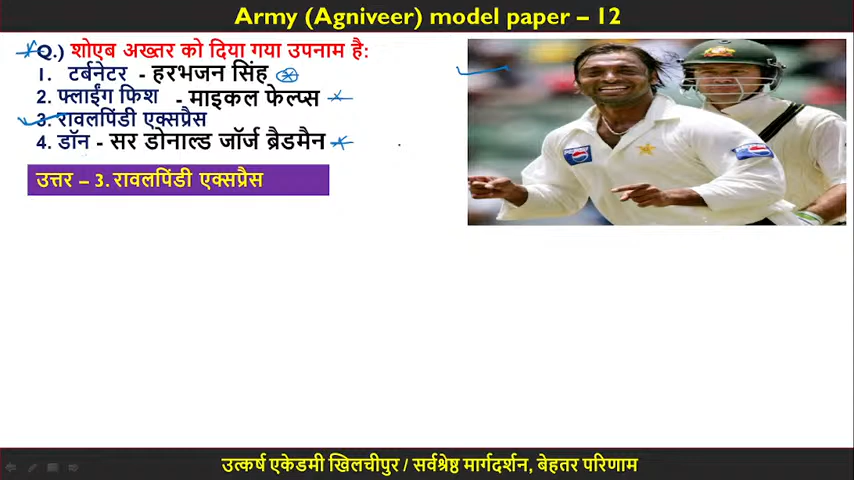 Army (Agniveer) model paper – 12
Q.) शोएब अख्तर को दिया गया उपनाम है:
1. टर्बनेटर - हरभजन सिंह
2. फ्लाईंग फिश - माइकल फेल्प्स
3. रावलपिंडी एक्सप्रैस
4. डॉन - सर डोनाल्ड जॉर्ज ब्रैडमैन
उत्तर – 3. रावलपिंडी एक्सप्रैस
उत्कर्ष एकेडमी खिलचीपुर / सर्वश्रेष्ठ मार्गदर्शन, बेहतर परिणाम